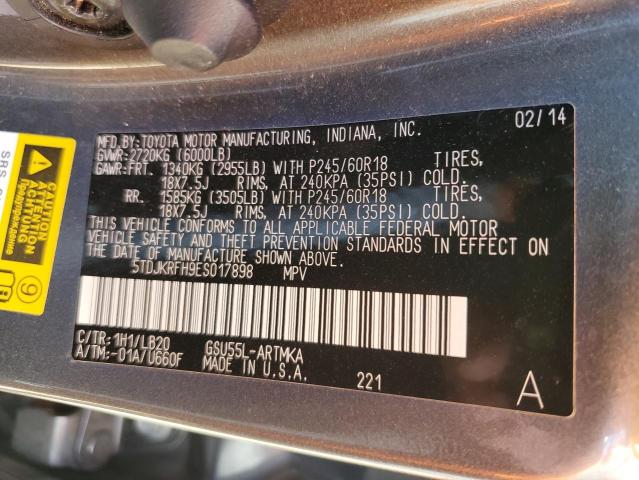 MFD.BY:TOYOTA MOTOR MANUFACTURING, INDIANA, INC. 02/14
GVWR:2720KG (6000LB)
GAWR:FRT. 1340KG (2955LB) WITH P245/60R18 TIRES,
18X7.5J RIMS, AT 240KPA (35PSI) COLD.
RR. 1585KG (3505LB) WITH P245/60R18 TIRES,
18X7.5J RIMS, AT 240KPA (35PSI) COLD.
THIS VEHICLE CONFORMS TO ALL APPLICABLE FEDERAL MOTOR
VEHICLE SAFETY AND THEFT PREVENTION STANDARDS IN EFFECT ON
THE DATE OF MANUFACTURE SHOWN ABOVE.
5TDJKRFH9ES017898 MPV
C/TR: 1H1/LB20 GSU55L-ARTMKA
A/TM:-01A/U660F MADE IN U.S.A.
221
A
SRS
ATTENTION
ACHTUNG
9